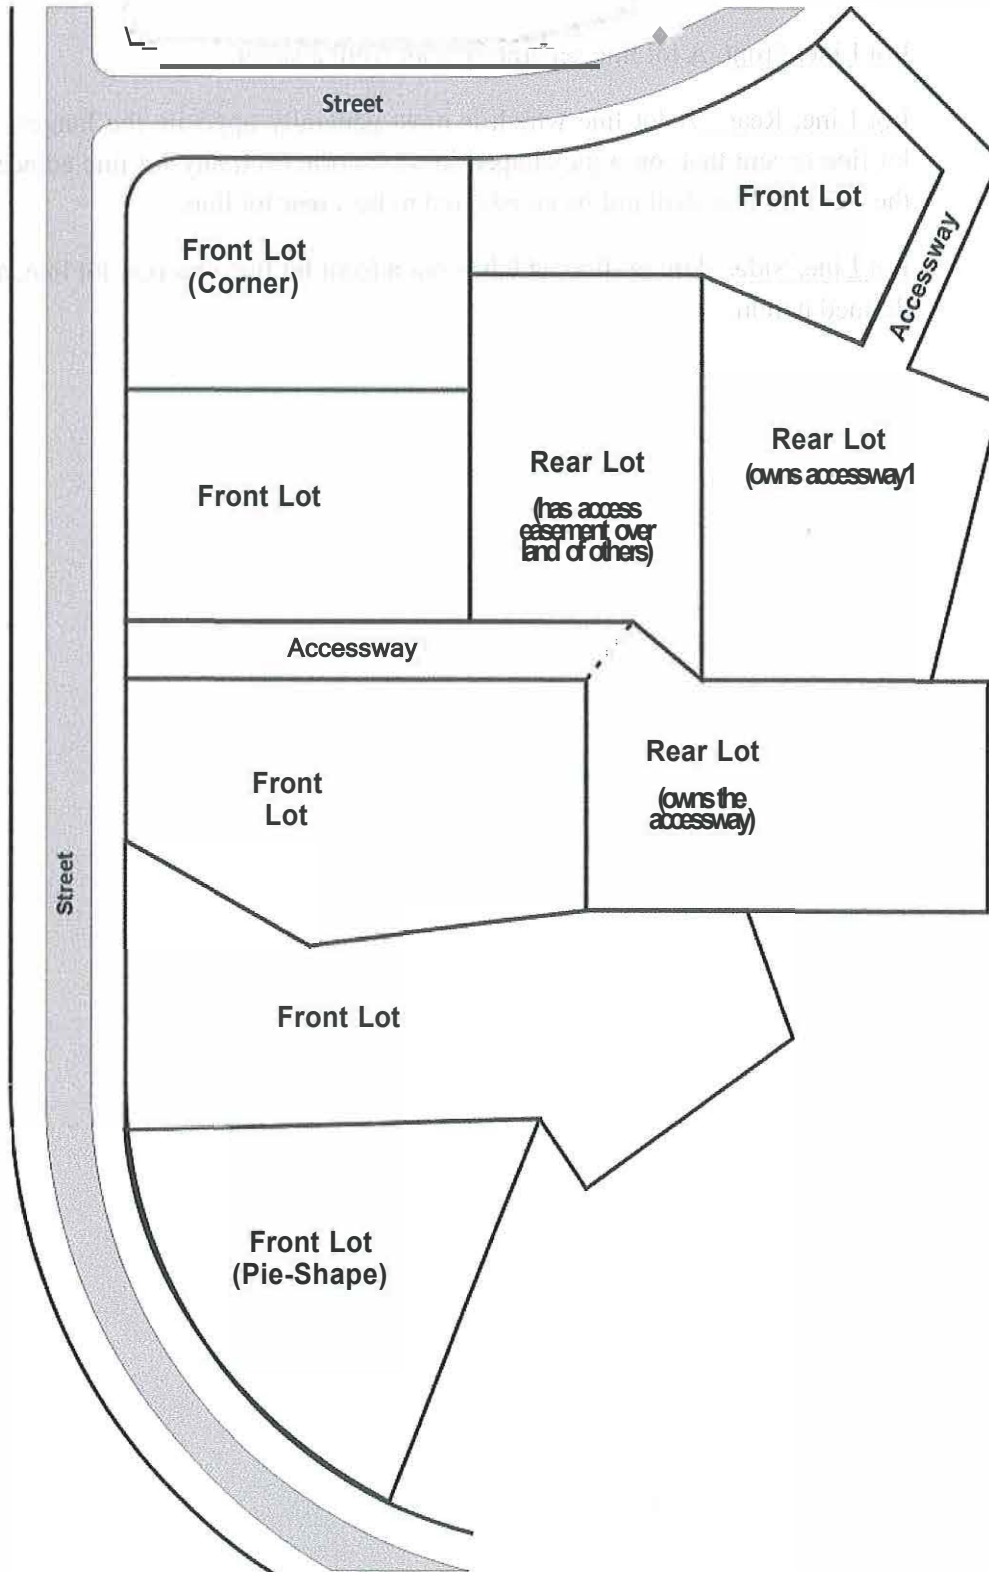 Street
Front Lot
Front Lot
(Corner)
Accessway
Rear Lot
(owns accessway1
Rear Lot
(has access
easement over
land of others)
Front Lot
Accessway
Rear Lot
(owns the
accessway)
Front
Lot
Street
Front Lot
Front Lot
(Pie-Shape)